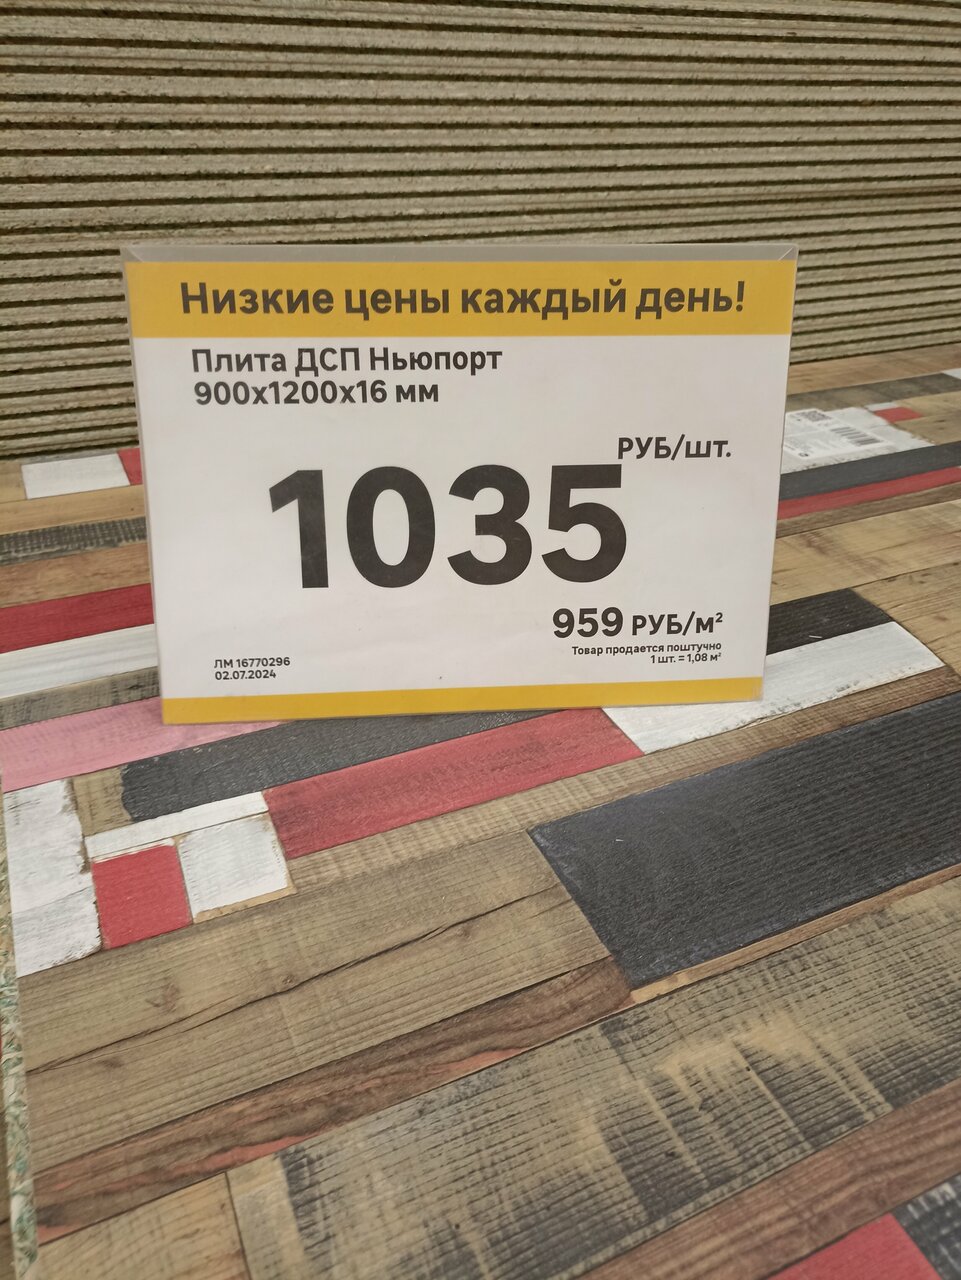 Низкие цены каждый день!
Плита ДСП Ньюпорт
900х1200х16 мм
РУБ/шт.
1035
959 РУБ/м²
Товар продается поштучно
1 шт. = 1,08 м²
ЛМ 16770296
02.07.2024